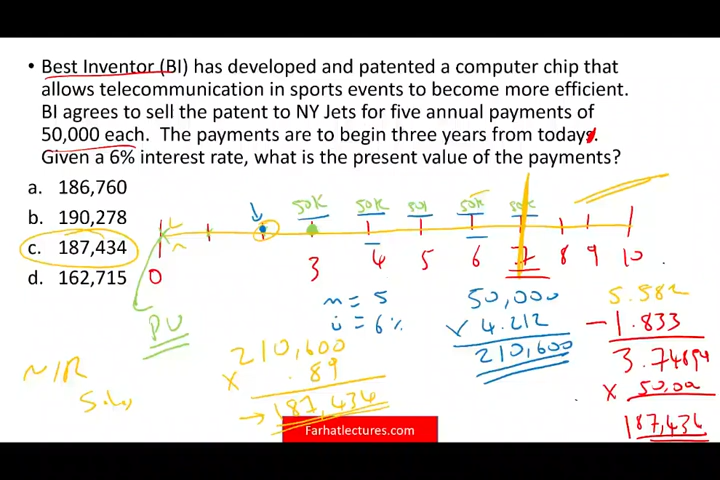 • Best Inventor (BI) has developed and patented a computer chip that
allows telecommunication in sports events to become more efficient.
BI agrees to sell the patent to NY Jets for five annual payments of
50,000 each. The payments are to begin three years from today.
Given a 6% interest rate, what is the present value of the payments?
a. 186,760
b. 190,278
c. 187,434
d. 162,715
50K 50K 50K 50K
0 3 4 5 6 7 8 9 10
PV
n = 5
i = 6%
50,000
× 4.212
210,600
5.582
- 1.833
3.74894
× 50,00
187,434
210,600
× .89
→ 187,434
N/R
Farhatlectures.com